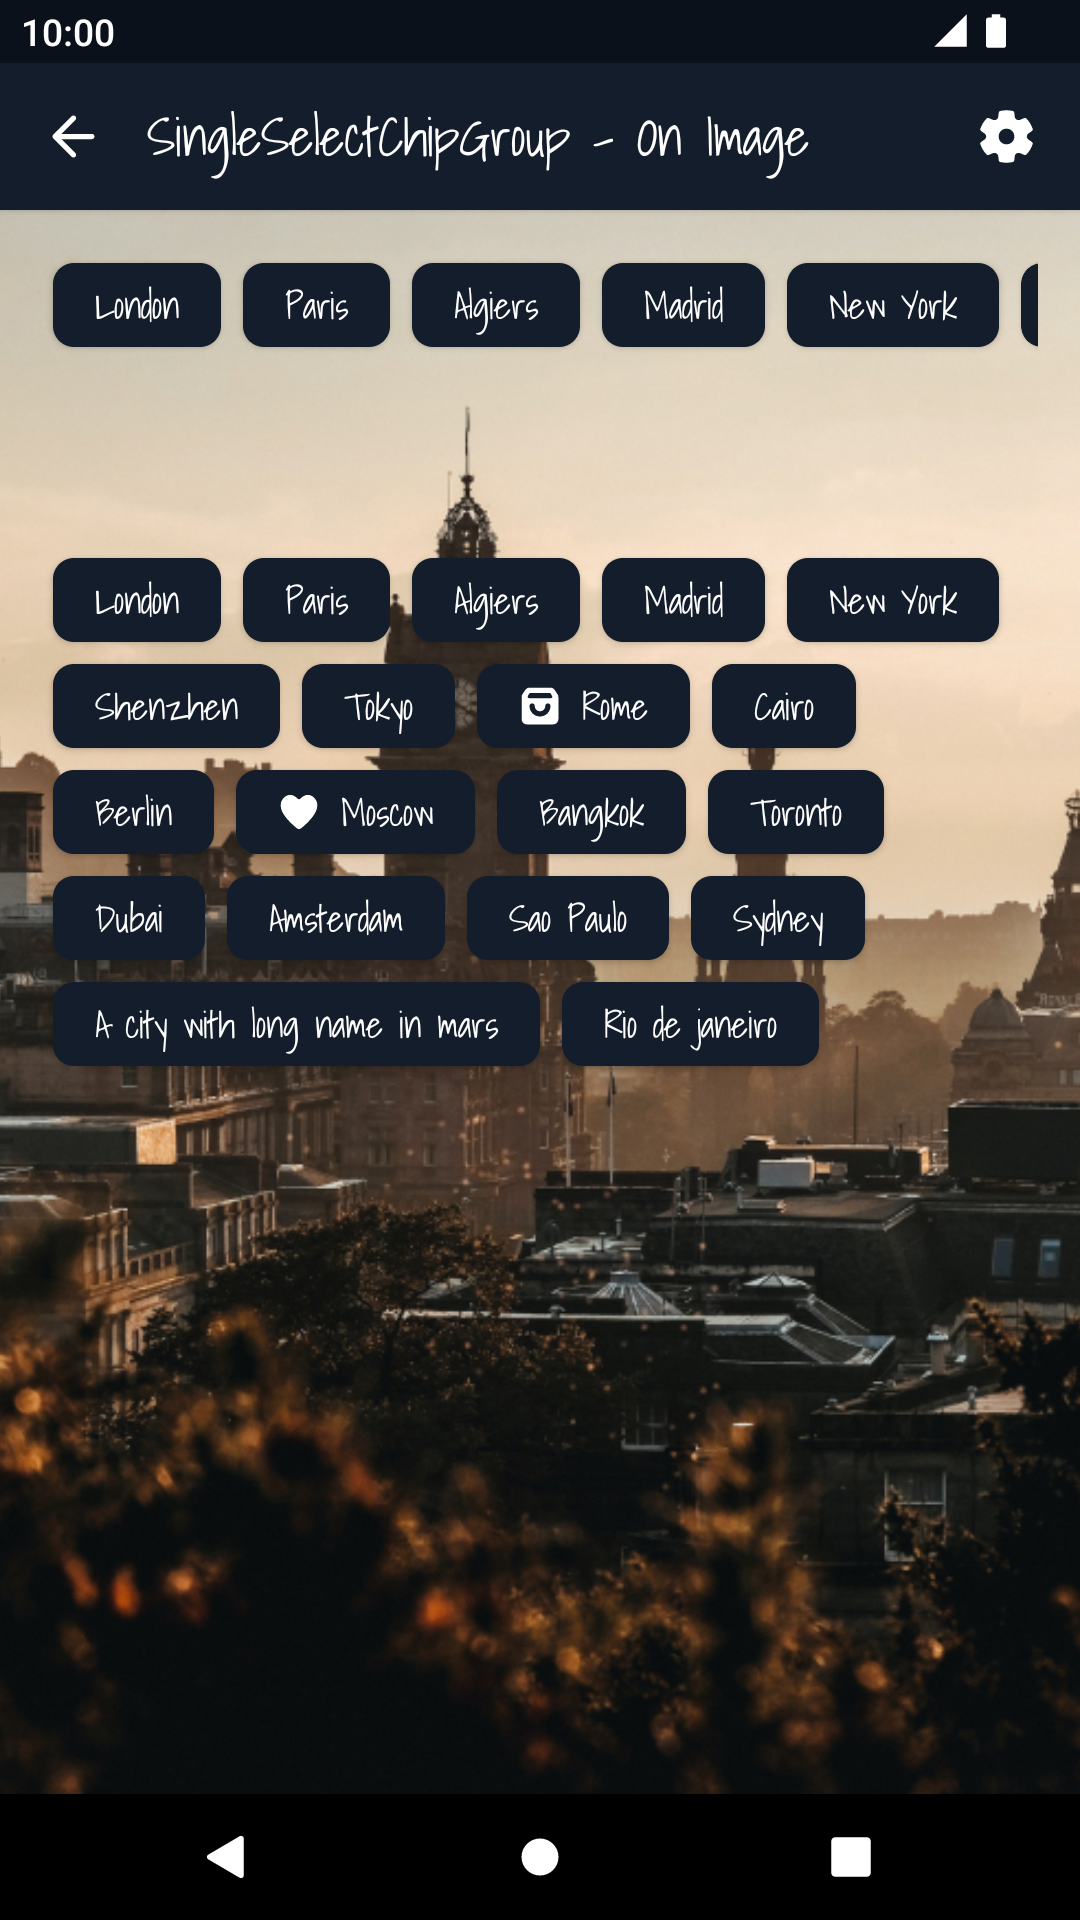 10:00
SingleSelectChipGroup - On Image
London Paris Algiers Madrid New York
London Paris Algiers Madrid New York
Shenzhen Tokyo Rome Cairo
Berlin Moscow Bangkok Toronto
Dubai Amsterdam Sao Paulo Sydney
A city with long name in mars Rio de janeiro